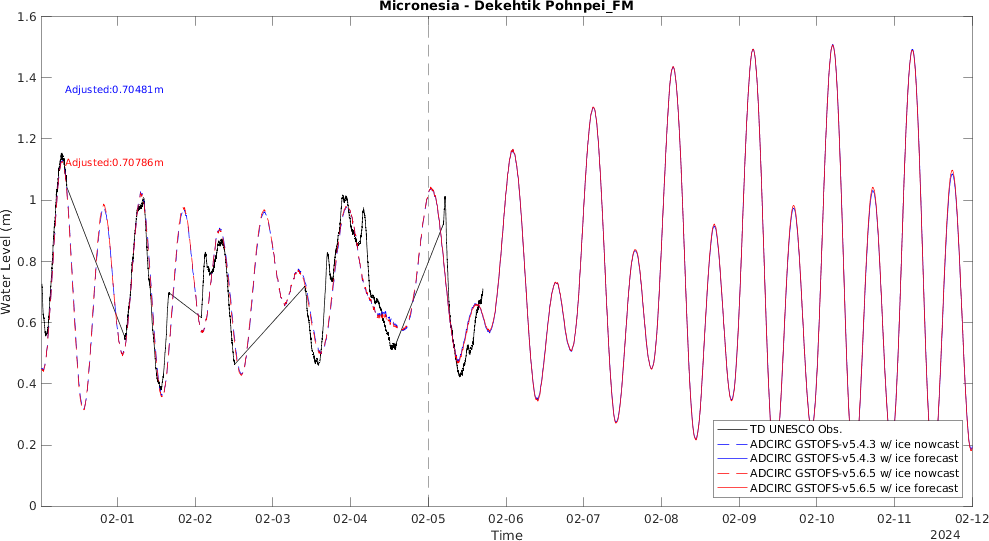 Micronesia - Dekehtik Pohnpei_FM
1.6
1.4
1.2
1
0.8
0.6
0.4
0.2
0
Water Level (m)
Adjusted:0.70481m
Adjusted:0.70786m
TD UNESCO Obs.
ADCIRC GSTOFS-v5.4.3 w/ ice nowcast
ADCIRC GSTOFS-v5.4.3 w/ ice forecast
ADCIRC GSTOFS-v5.6.5 w/ ice nowcast
ADCIRC GSTOFS-v5.6.5 w/ ice forecast
02-01 02-02 02-03 02-04 02-05 02-06 02-07 02-08 02-09 02-10 02-11 02-12
Time
2024